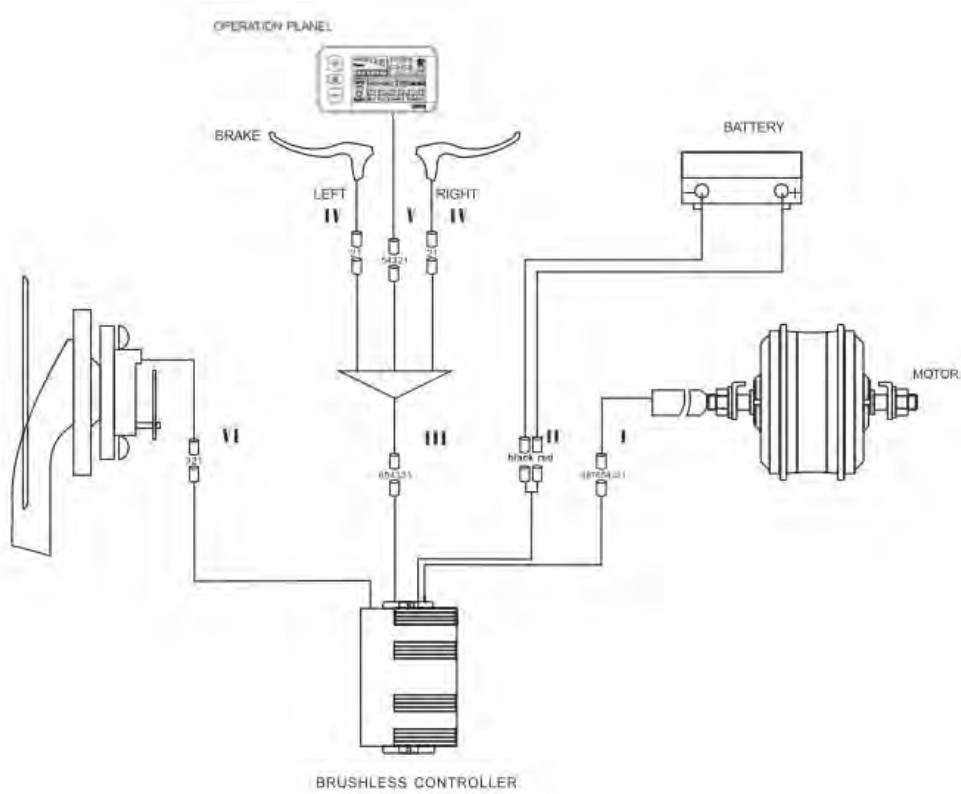 OPERATION PLANEL
BRAKE
BATTERY
LEFT
RIGHT
IV
V
IV
- +
54321
MOTOR
VI
III
II
I
black red
321
654321
987654321
BRUSHLESS CONTROLLER